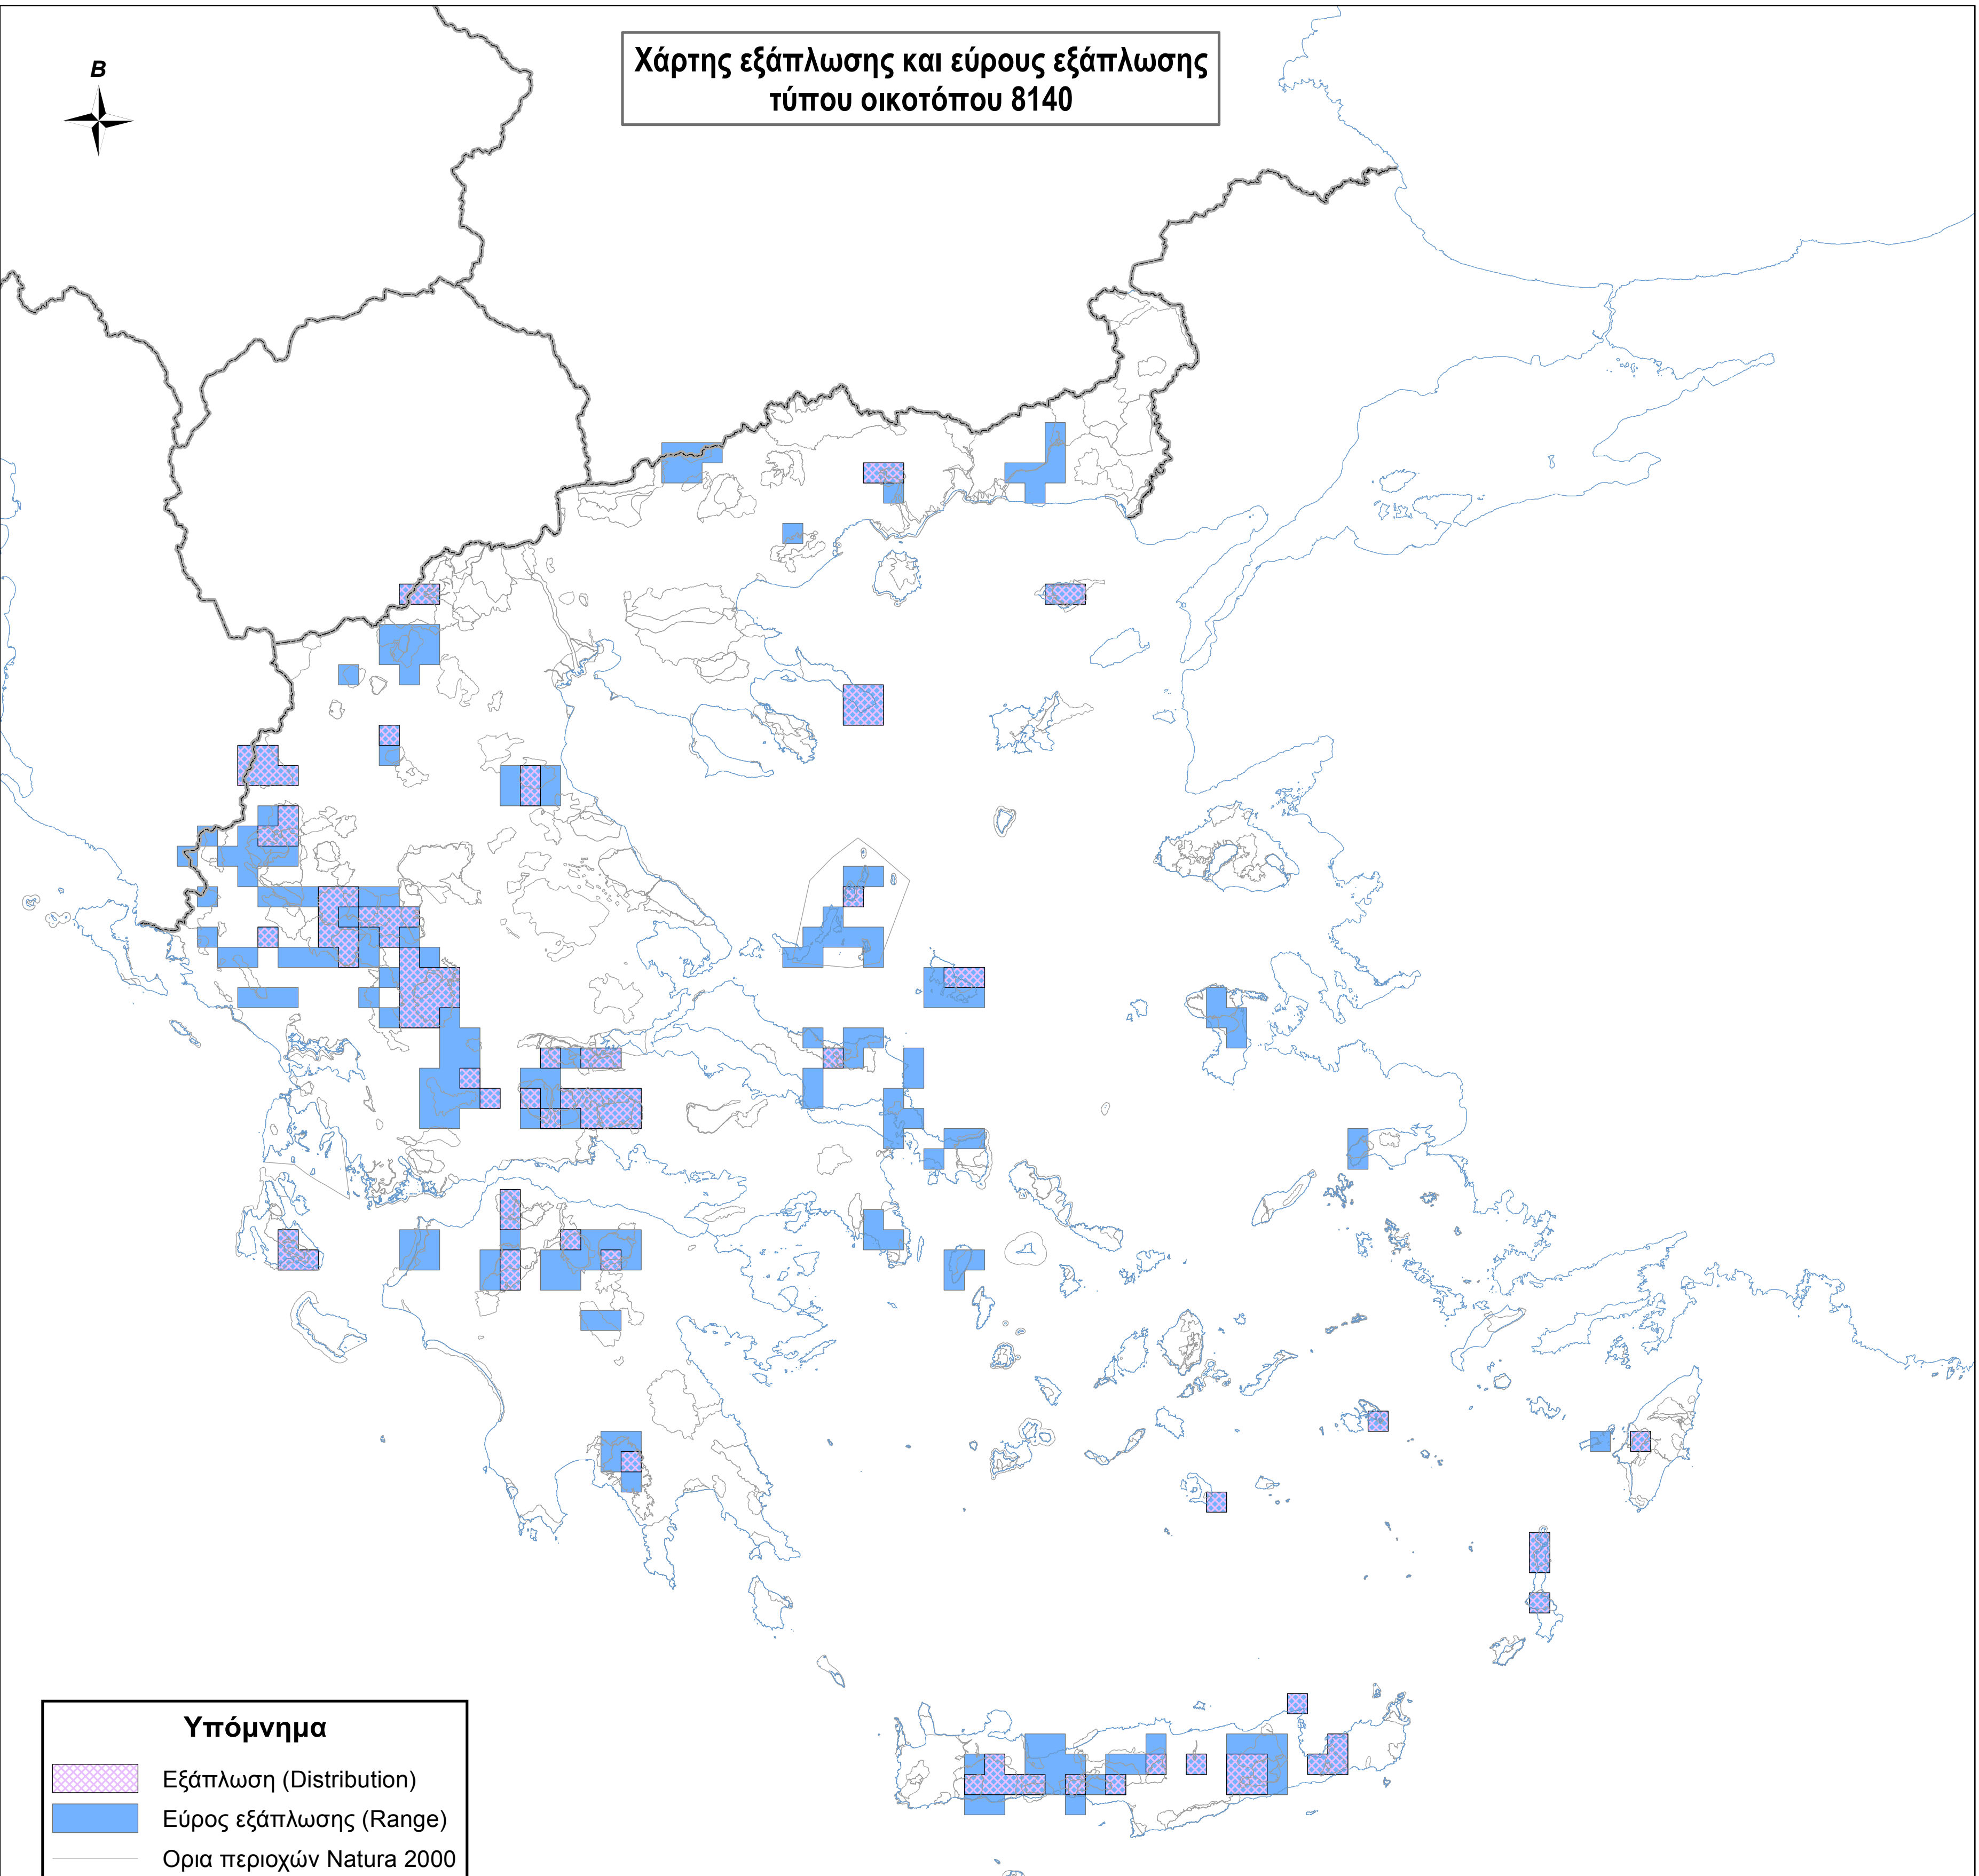 Χάρτης εξάπλωσης και εύρους εξάπλωσης
τύπου οικοτόπου 8140
Β
Υπόμνημα
Εξάπλωση (Distribution)
Εύρος εξάπλωσης (Range)
Ορια περιοχών Natura 2000